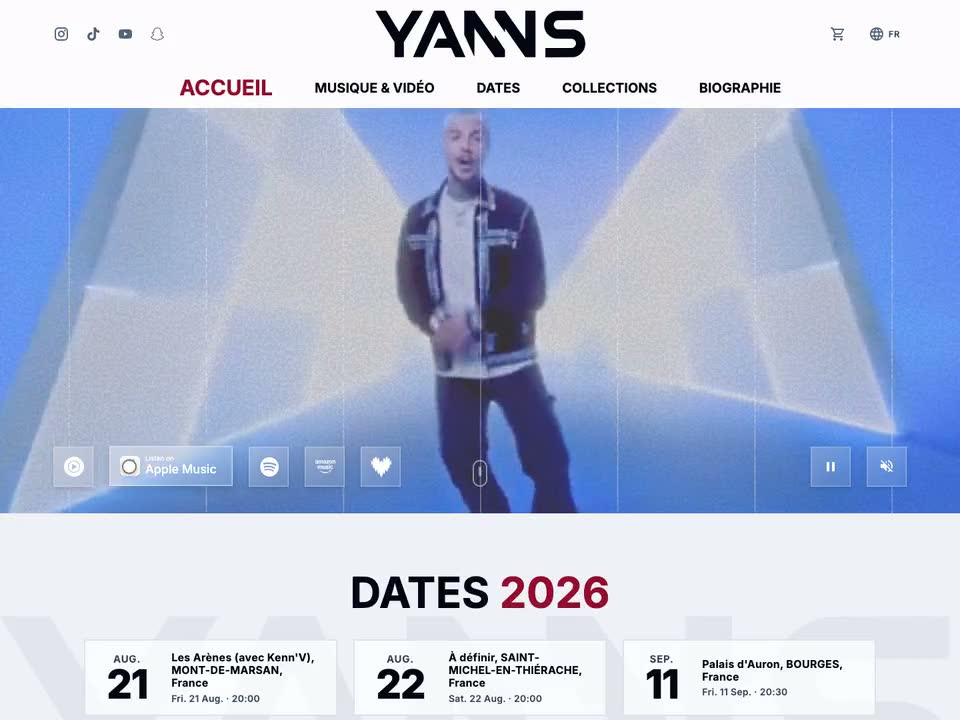 YANNS
FR
ACCUEIL
MUSIQUE & VIDÉO
DATES
COLLECTIONS
BIOGRAPHIE
Listen on
Apple Music
amazon
music
DATES 2026
AUG.
21
Les Arènes (avec Kenn'V),
MONT-DE-MARSAN,
France
Fri. 21 Aug. · 20:00
AUG.
22
À définir, SAINT-
MICHEL-EN-THIÉRACHE,
France
Sat. 22 Aug. · 20:00
SEP.
11
Palais d'Auron, BOURGES,
France
Fri. 11 Sep. · 20:30
YANNS